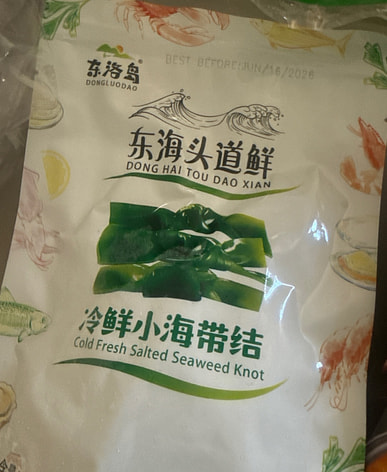 东洛岛®
DONGLUODAO
BEST BEFORE:JUN/16/2026
东海头道鲜
DONG HAI TOU DAO XIAN
冷鲜小海带结
Cold Fresh Salted Seaweed Knot